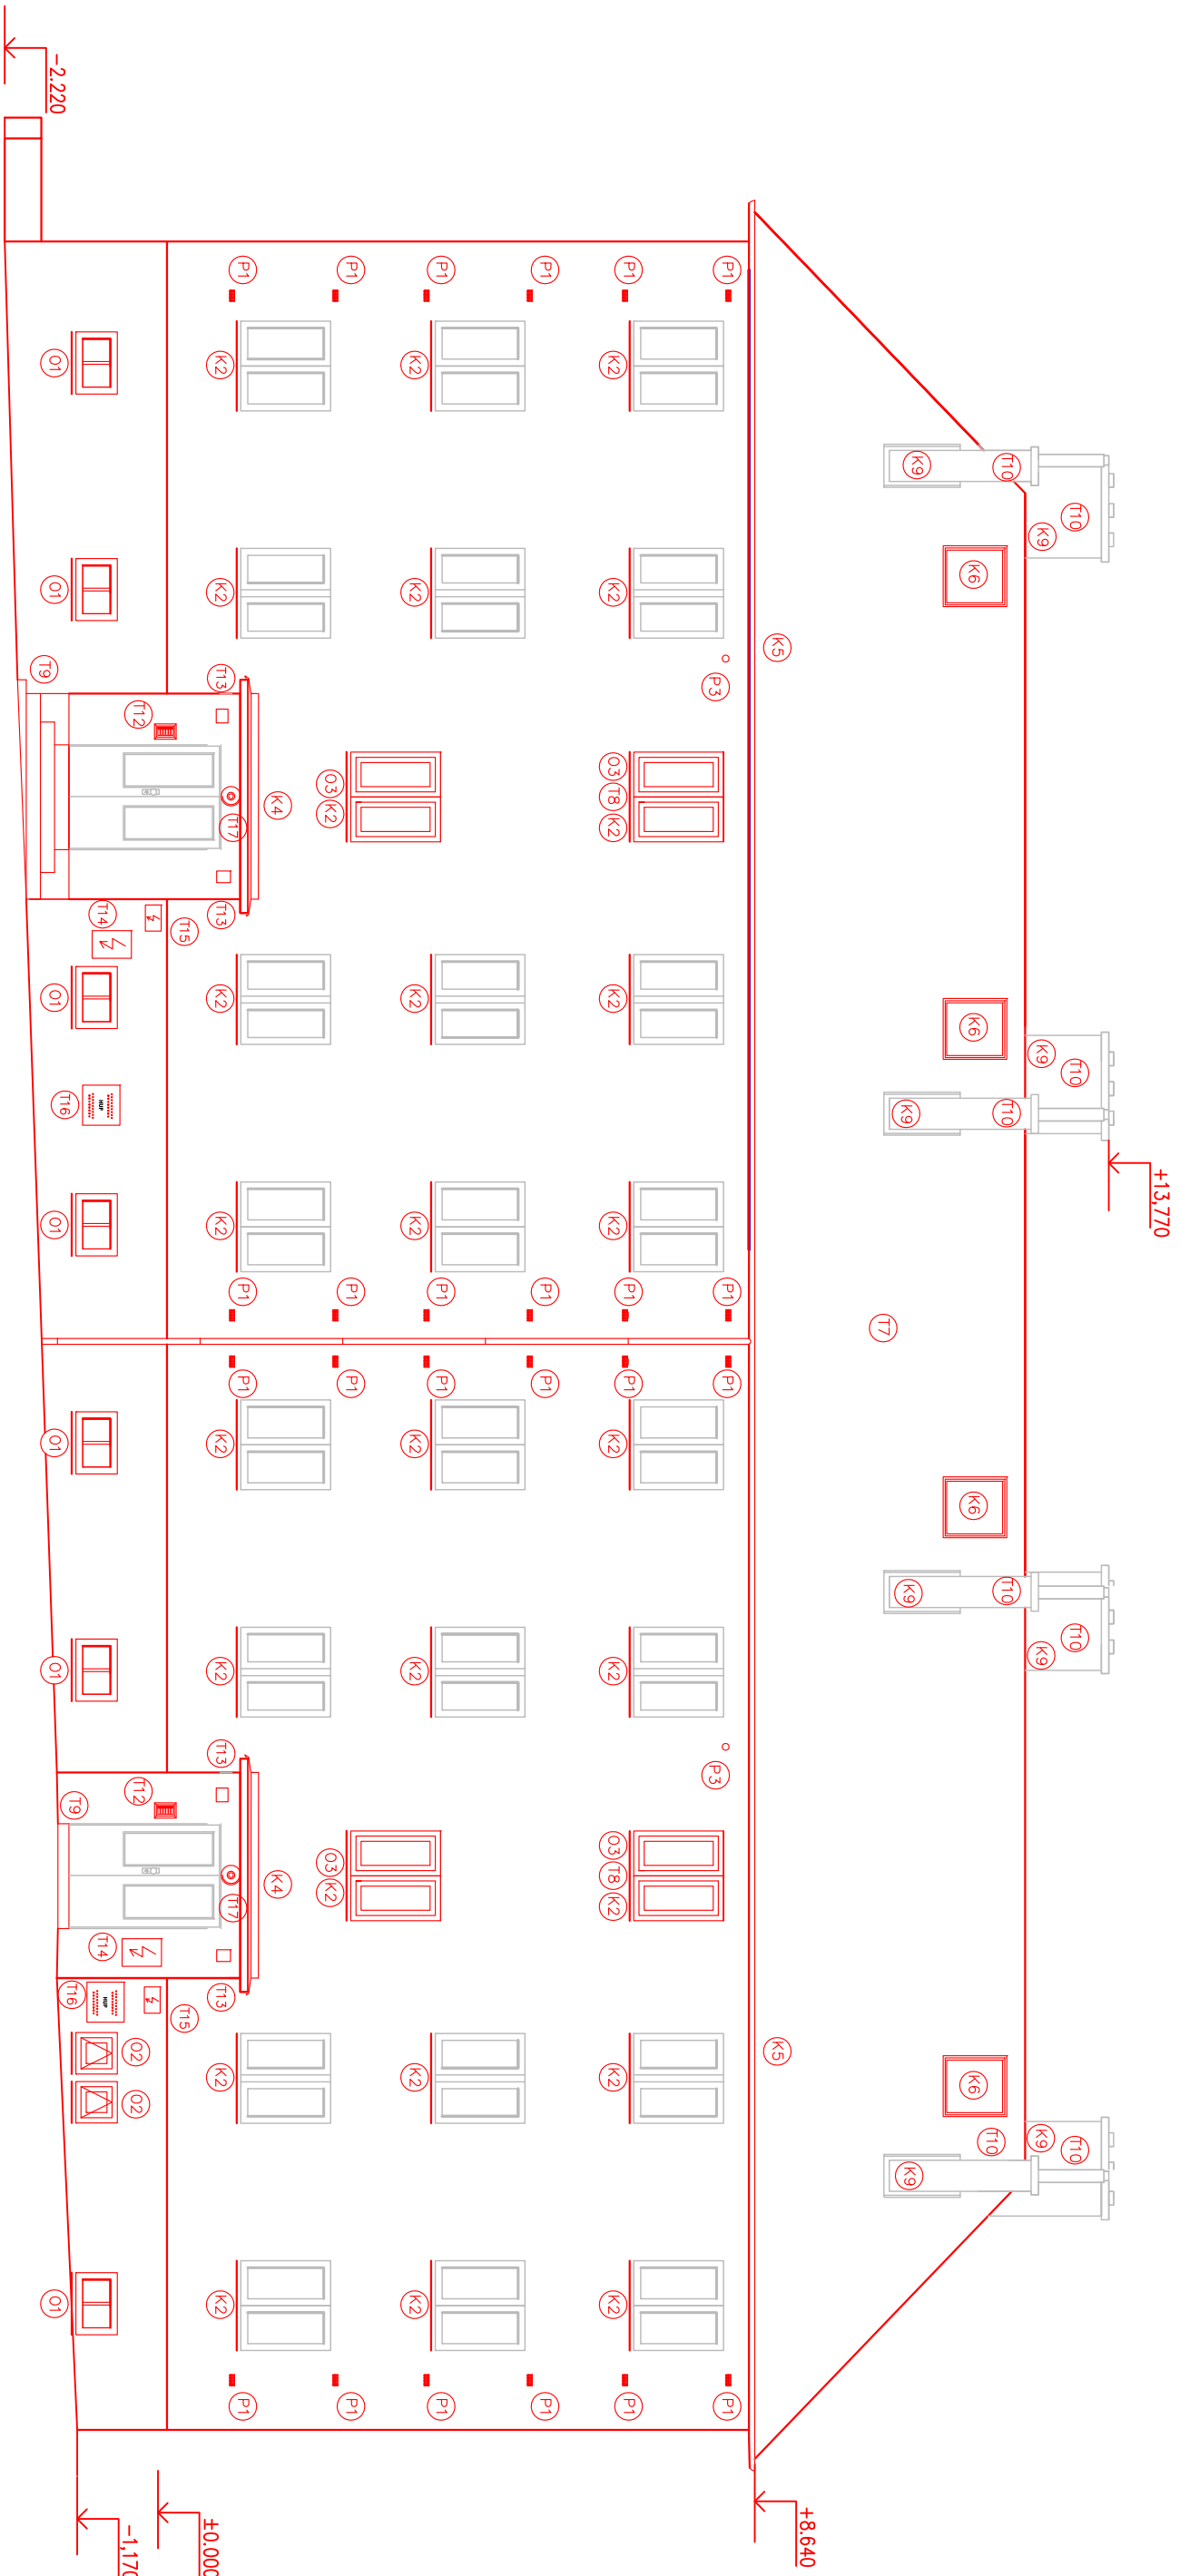 +13,770
T10 T10 T10 T10
K9 K9 K9 K9
T10 T10 T10 T10
K6 K6 K6 K6
K9 K9 K9 K9
T7
+8.640
K5 K5
P1 P3 P1 P1 P3 P1
P1 P1 P1 P1
K2 K2 O3 T8 K2 K2 K2 K2 K2 O3 T8 K2 K2 K2
P1 P1 P1 P1
P1 P1 P1 P1
K2 K2 K2 K2 K2 K2 K2 K2
P1 P1 P1 P1
O3 K2 O3 K2
K4 K4
P1 P1 P1 P1
T17 T17
K2 K2 T13 T13 K2 K2 K2 K2 T13 T13 K2 K2
±0.000
T15 T15
T12 T12 O2 O2
-1,170
T14 T14
HUP HUP
T16 T16
T9
O1 O1 O1 O1 O1 O1 O1
T9
-2.220